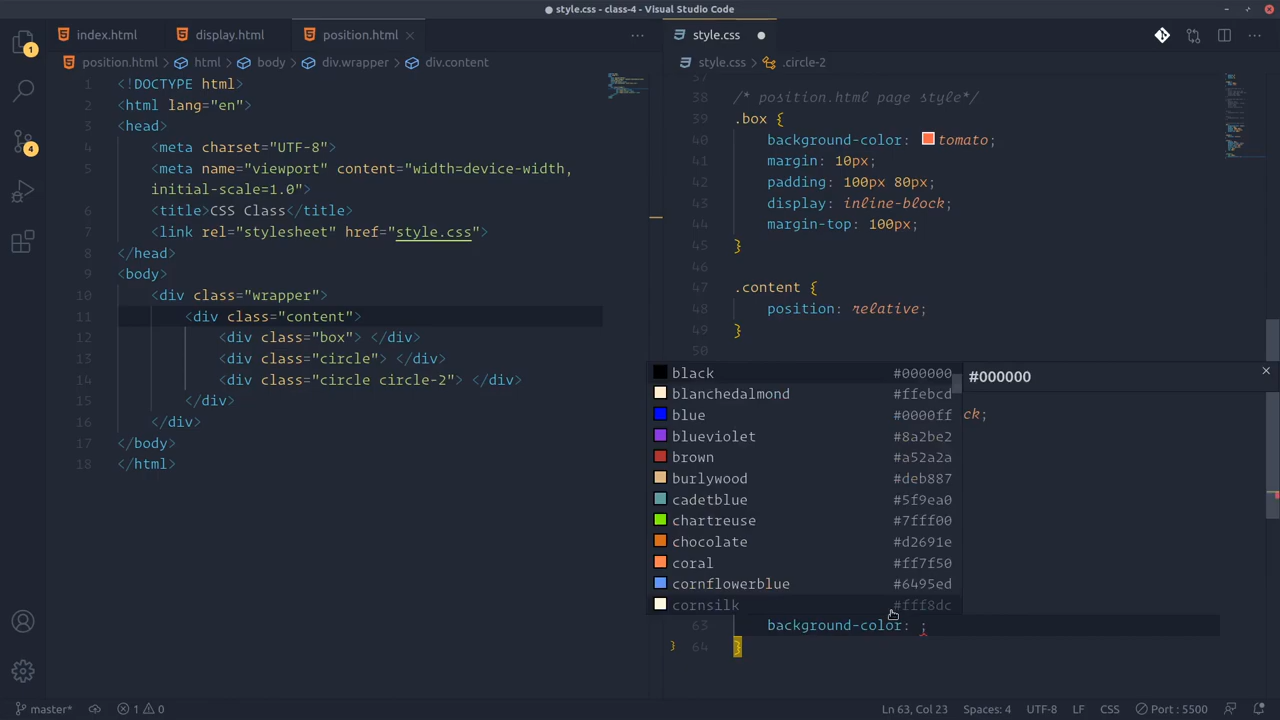 ● style.css - class-4 - Visual Studio Code
index.html
display.html
position.html ×
···
style.css ●
···
position.html > html > body > div.wrapper > div.content
style.css > .circle-2
1 <!DOCTYPE html>
2 <html lang="en">
3 <head>
4 <meta charset="UTF-8">
5 <meta name="viewport" content="width=device-width,
initial-scale=1.0">
6 <title>CSS Class</title>
7 <link rel="stylesheet" href="style.css">
8 </head>
9 <body>
10 <div class="wrapper">
11 <div class="content">
12 <div class="box"> </div>
13 <div class="circle"> </div>
14 <div class="circle circle-2"> </div>
15 </div>
16 </div>
17 </body>
18 </html>
37
38 /* position.html page style*/
39 .box {
40 background-color: tomato;
41 margin: 10px;
42 padding: 100px 80px;
43 display: inline-block;
44 margin-top: 100px;
45 }
46
47 .content {
48 position: relative;
49 }
50
black #000000
blanchedalmond #ffebcd
blue #0000ff
blueviolet #8a2be2
brown #a52a2a
burlywood #deb887
cadetblue #5f9ea0
chartreuse #7fff00
chocolate #d2691e
coral #ff7f50
cornflowerblue #6495ed
cornsilk #fff8dc
#000000 ×
ck;
63 background-color: ;
} 64 }
1
4
master*
1 0
Ln 63, Col 23
Spaces: 4
UTF-8
LF
CSS
Port : 5500